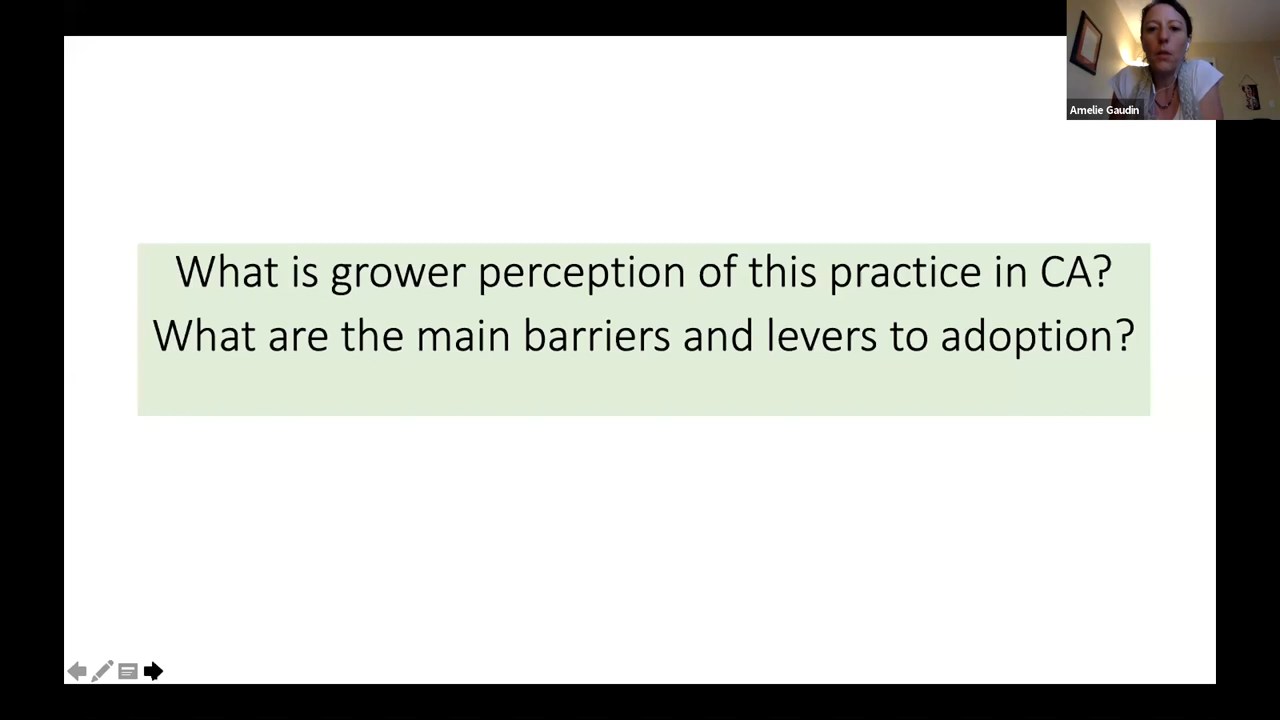 Amelie Gaudin
What is grower perception of this practice in CA?
What are the main barriers and levers to adoption?